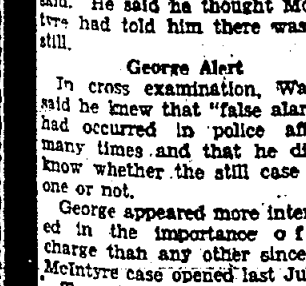 said. He said he thought Mc
tyre had told him there was
still.
George Alert
In cross examination, Wa
said he knew that "false alar
had occurred in police aff
many times and that he di
know whether the still case
one or not.
George appeared more inter
ed in the importance of
charge than any other since
McIntyre case opened last Ju